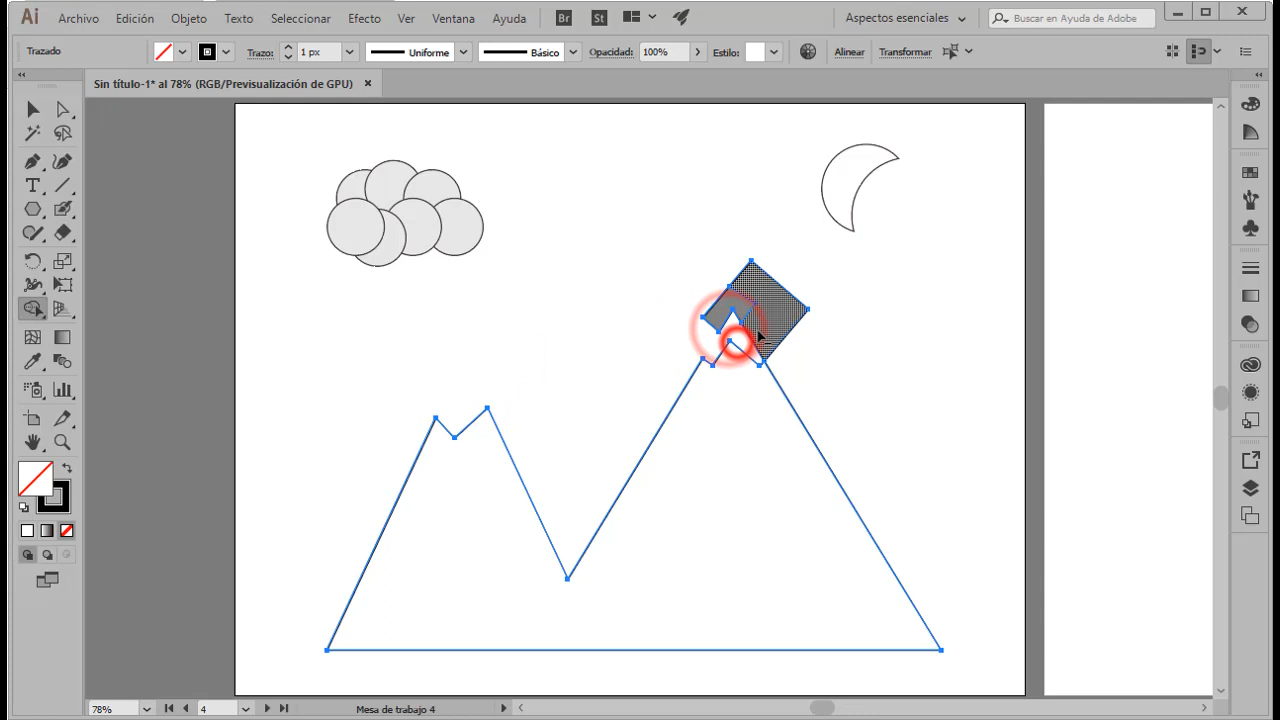 Ai Archivo Edición Objeto Texto Seleccionar Efecto Ver Ventana Ayuda Br St Aspectos esenciales Buscar en Ayuda de Adobe
Trazado Trazo: 1 px Uniforme Básico Opacidad: 100% Estilo: Alinear Transformar
Sin título-1* al 78% (RGB/Previsualización de GPU)
78% 4 Mesa de trabajo 4